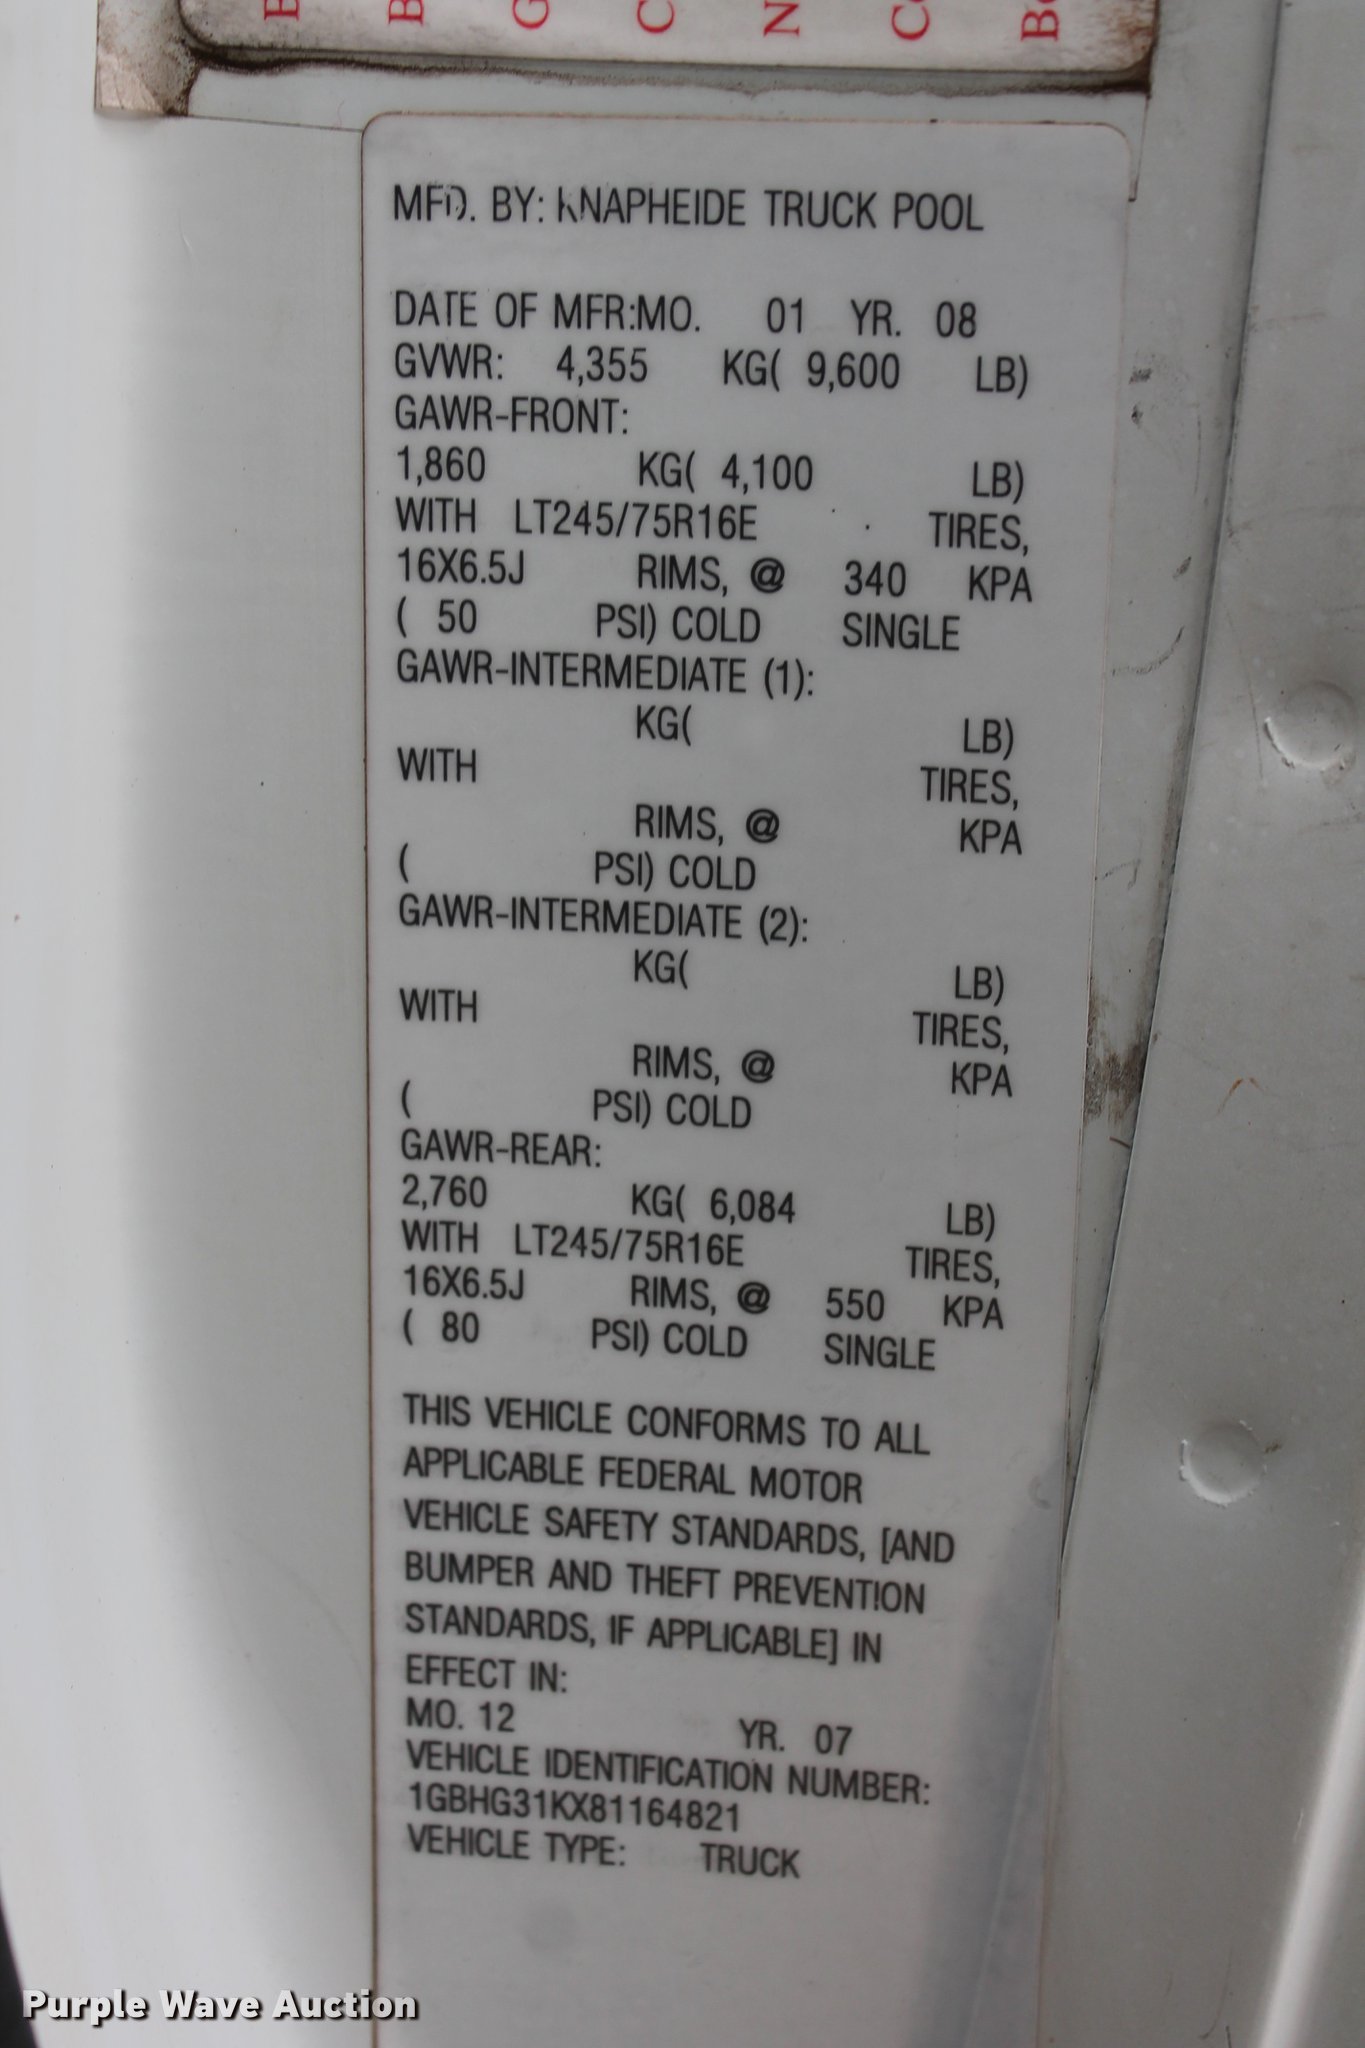 B B G C N C B
MFD. BY: KNAPHEIDE TRUCK POOL
DATE OF MFR:MO. 01 YR. 08
GVWR: 4,355 KG( 9,600 LB)
GAWR-FRONT:
1,860 KG( 4,100 LB)
WITH LT245/75R16E TIRES,
16X6.5J RIMS, @ 340 KPA
( 50 PSI) COLD SINGLE
GAWR-INTERMEDIATE (1):
KG( LB)
WITH TIRES,
RIMS, @ KPA
( PSI) COLD
GAWR-INTERMEDIATE (2):
KG( LB)
WITH TIRES,
RIMS, @ KPA
( PSI) COLD
GAWR-REAR:
2,760 KG( 6,084 LB)
WITH LT245/75R16E TIRES,
16X6.5J RIMS, @ 550 KPA
( 80 PSI) COLD SINGLE
THIS VEHICLE CONFORMS TO ALL
APPLICABLE FEDERAL MOTOR
VEHICLE SAFETY STANDARDS, [AND
BUMPER AND THEFT PREVENTION
STANDARDS, IF APPLICABLE] IN
EFFECT IN:
MO. 12 YR. 07
VEHICLE IDENTIFICATION NUMBER:
1GBHG31KX81164821
VEHICLE TYPE: TRUCK
Purple Wave Auction